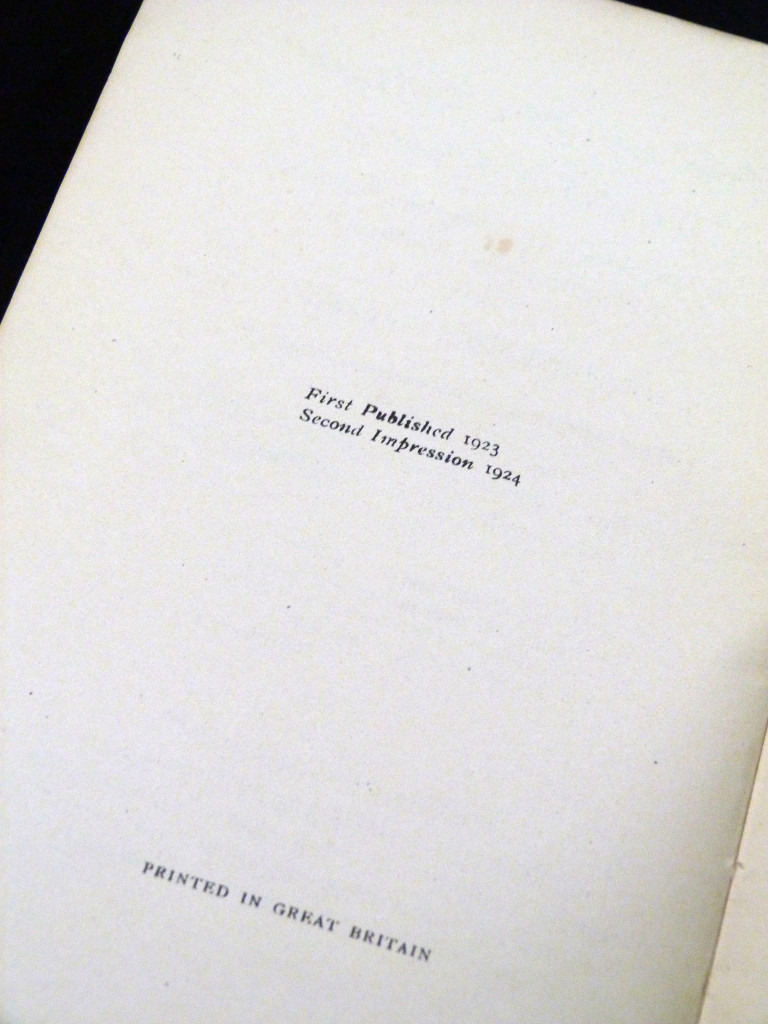 First Published 1923
Second Impression 1924
PRINTED IN GREAT BRITAIN